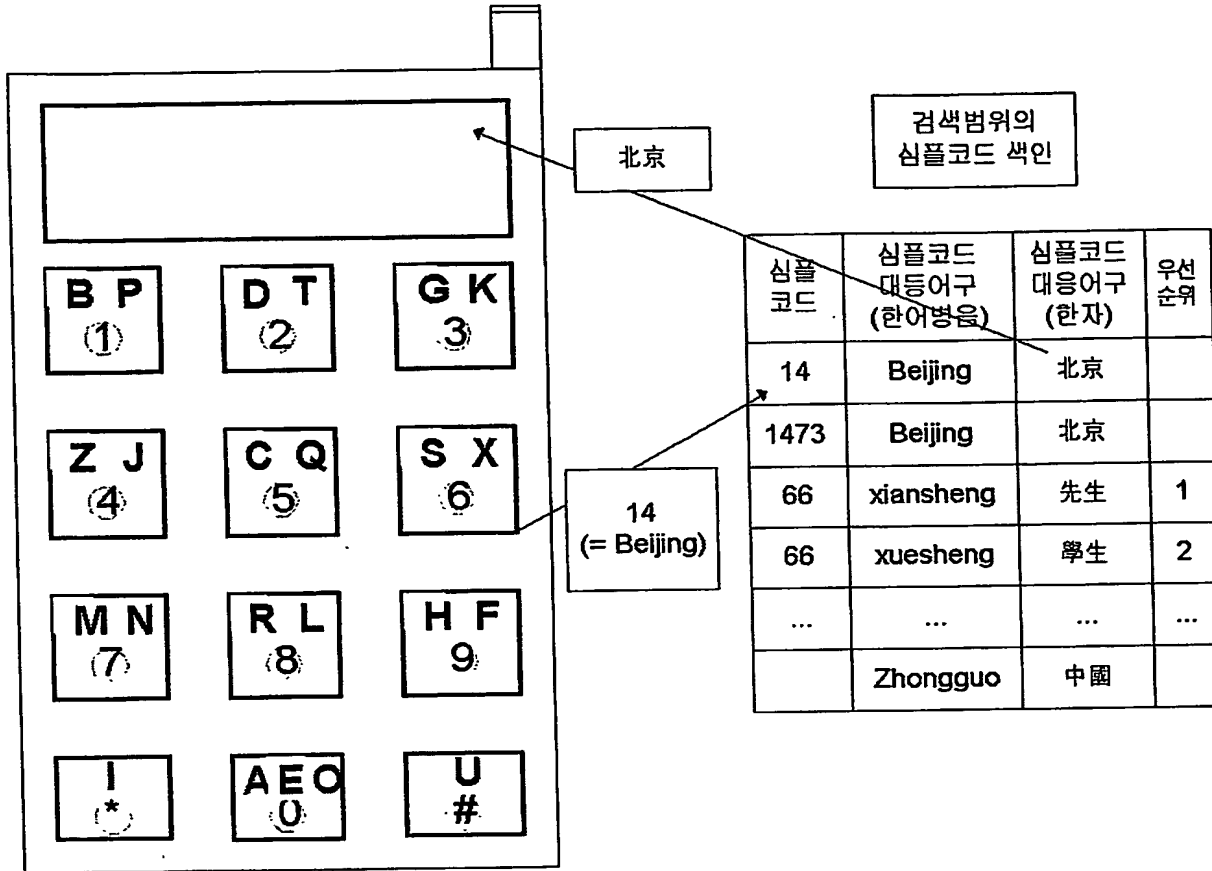 北京
검색범위의
심플코드 색인
B P
1
D T
2
G K
3
Z J
4
C Q
5
S X
6
M N
7
R L
8
H F
9
I
*
A E O
0
U
#
14
(= Beijing)
심플
코드
심플코드
대등어구
(한어병음)
심플코드
대응어구
(한자)
우선
순위
14 Beijing 北京
1473 Beijing 北京
66 xiansheng 先生 1
66 xuesheng 學生 2
... ... ... ...
Zhongguo 中國